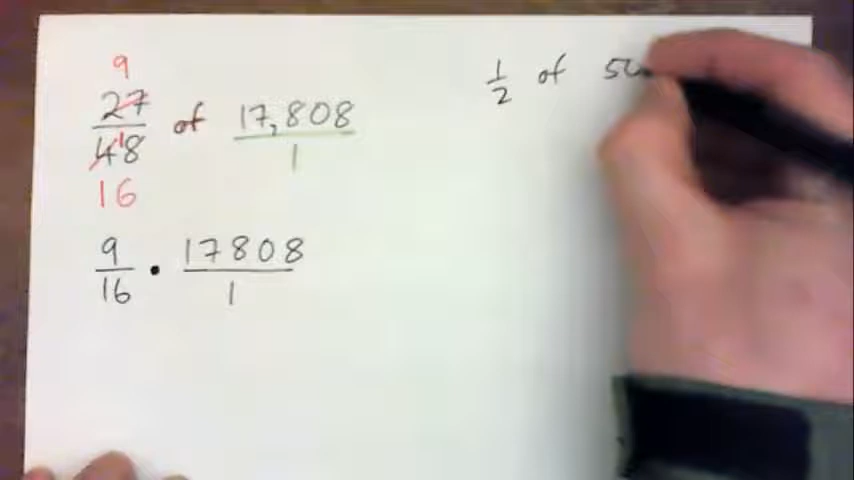 9
27/48 of 17,808/1
16
9/16 · 17808/1
1/2 of